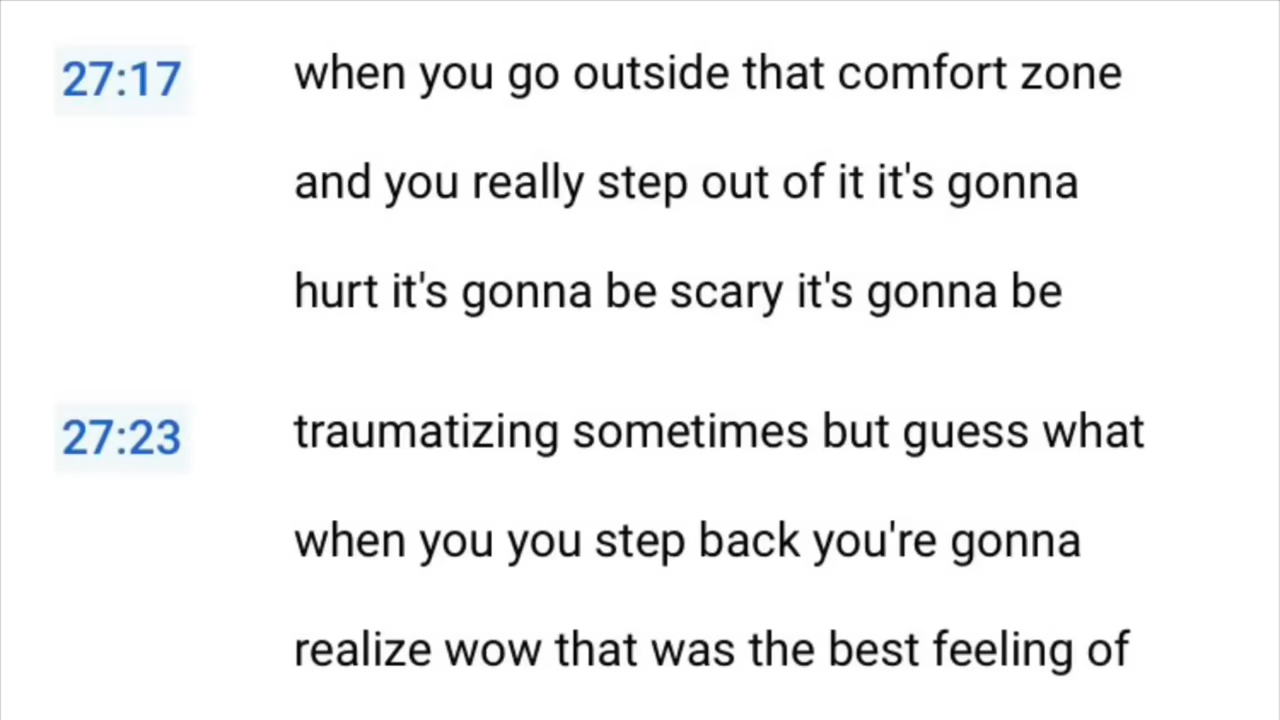 27:17 when you go outside that comfort zone
and you really step out of it it's gonna
hurt it's gonna be scary it's gonna be
27:23 traumatizing sometimes but guess what
when you you step back you're gonna
realize wow that was the best feeling of